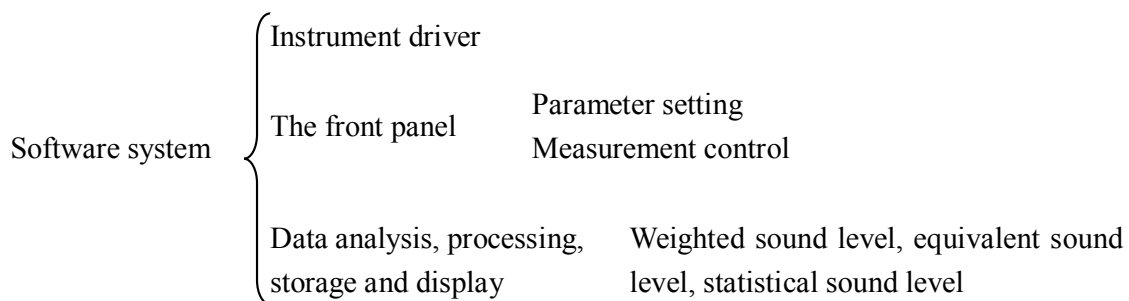 Instrument driver
Parameter setting
The front panel
Software system
Measurement control
Data analysis, processing,
Weighted sound level, equivalent sound
storage and display
level, statistical sound level